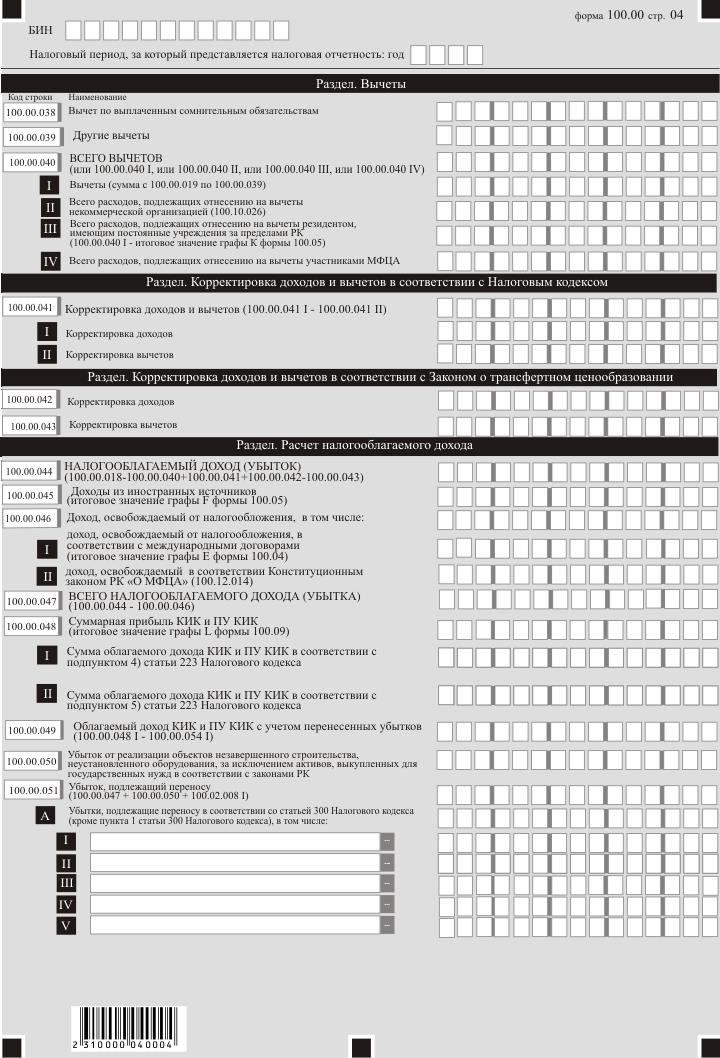 форма 100.00 стр. 04
БИН
Налоговый период, за который представляется налоговая отчетность: год
Раздел. Вычеты
Код строки Наименование
100.00.038 Вычет по выплаченным сомнительным обязательствам
100.00.039 Другие вычеты
100.00.040 ВСЕГО ВЫЧЕТОВ
(или 100.00.040 I, или 100.00.040 II, или 100.00.040 III, или 100.00.040 IV)
I Вычеты (сумма с 100.00.019 по 100.00.039)
II Всего расходов, подлежащих отнесению на вычеты
некоммерческой организацией (100.10.026)
III Всего расходов, подлежащих отнесению на вычеты резидентом,
имеющим постоянные учреждения за пределами РК
(100.00.040 I - итоговое значение графы K формы 100.05)
IV Всего расходов, подлежащих отнесению на вычеты участниками МФЦА
Раздел. Корректировка доходов и вычетов в соответствии с Налоговым кодексом
100.00.041 Корректировка доходов и вычетов (100.00.041 I - 100.00.041 II)
I Корректировка доходов
II Корректировка вычетов
Раздел. Корректировка доходов и вычетов в соответствии с Законом о трансфертном ценообразовании
100.00.042 Корректировка доходов
100.00.043 Корректировка вычетов
Раздел. Расчет налогооблагаемого дохода
100.00.044 НАЛОГООБЛАГАЕМЫЙ ДОХОД (УБЫТОК)
(100.00.018-100.00.040+100.00.041+100.00.042-100.00.043)
100.00.045 Доходы из иностранных источников
(итоговое значение графы F формы 100.05)
100.00.046 Доход, освобождаемый от налогообложения, в том числе:
доход, освобождаемый от налогообложения, в
I соответствии с международными договорами
(итоговое значение графы E формы 100.04)
II доход, освобождаемый в соответствии Конституционным
законом РК «О МФЦА» (100.12.014)
100.00.047 ВСЕГО НАЛОГООБЛАГАЕМОГО ДОХОДА (УБЫТКА)
(100.00.044 - 100.00.046)
100.00.048 Суммарная прибыль КИК и ПУ КИК
(итоговое значение графы L формы 100.09)
I Сумма облагаемого дохода КИК и ПУ КИК в соответствии с
подпунктом 4) статьи 223 Налогового кодекса
II Сумма облагаемого дохода КИК и ПУ КИК в соответствии с
подпунктом 5) статьи 223 Налогового кодекса
100.00.049 Облагаемый доход КИК и ПУ КИК с учетом перенесенных убытков
(100.00.048 I - 100.00.054 I)
100.00.050 Убыток от реализации объектов незавершенного строительства,
неустановленного оборудования, за исключением активов, выкупленных для
государственных нужд в соответствии с законами РК
100.00.051 Убыток, подлежащий переносу
(100.00.047 + 100.00.050 + 100.02.008 I)
A Убытки, подлежащие переносу в соответствии со статьей 300 Налогового кодекса
(кроме пункта 1 статьи 300 Налогового кодекса), в том числе:
I
II
III
IV
V
2 310000 040004